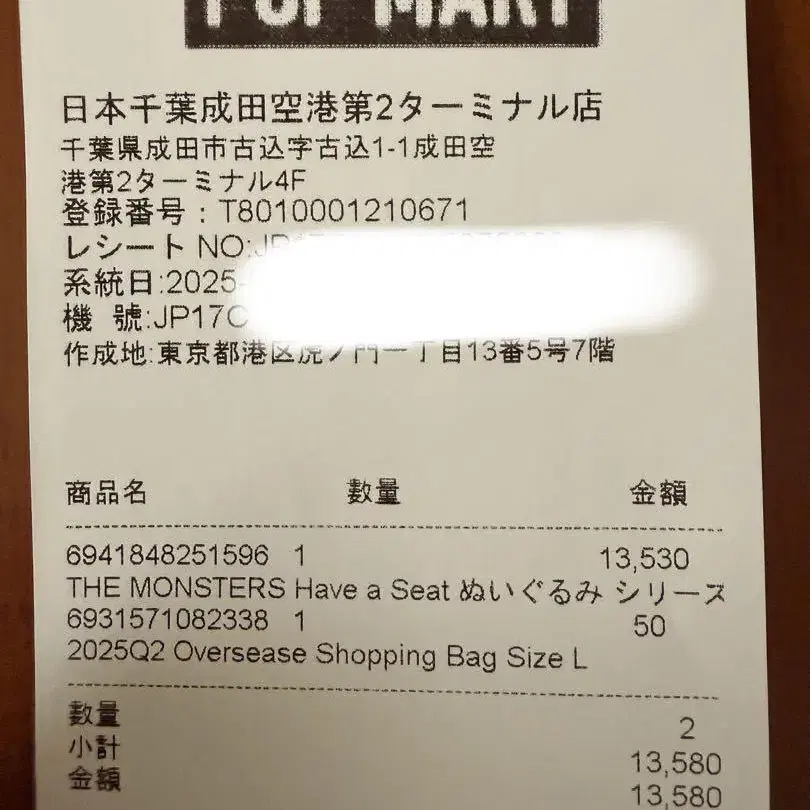 POP MART
日本千葉成田空港第2ターミナル店
千葉県成田市古込字古込1-1成田空
港第2ターミナル4F
登録番号：T8010001210671
レシート NO:
系統日:2025-
機 號:JP17C
作成地:東京都港区虎ノ門一丁目13番5号7階
商品名 數量 金額
6941848251596 1 13,530
THE MONSTERS Have a Seat ぬいぐるみ シリーズ
6931571082338 1 50
2025Q2 Oversease Shopping Bag Size L
數量 2
小計 13,580
金額 13,580